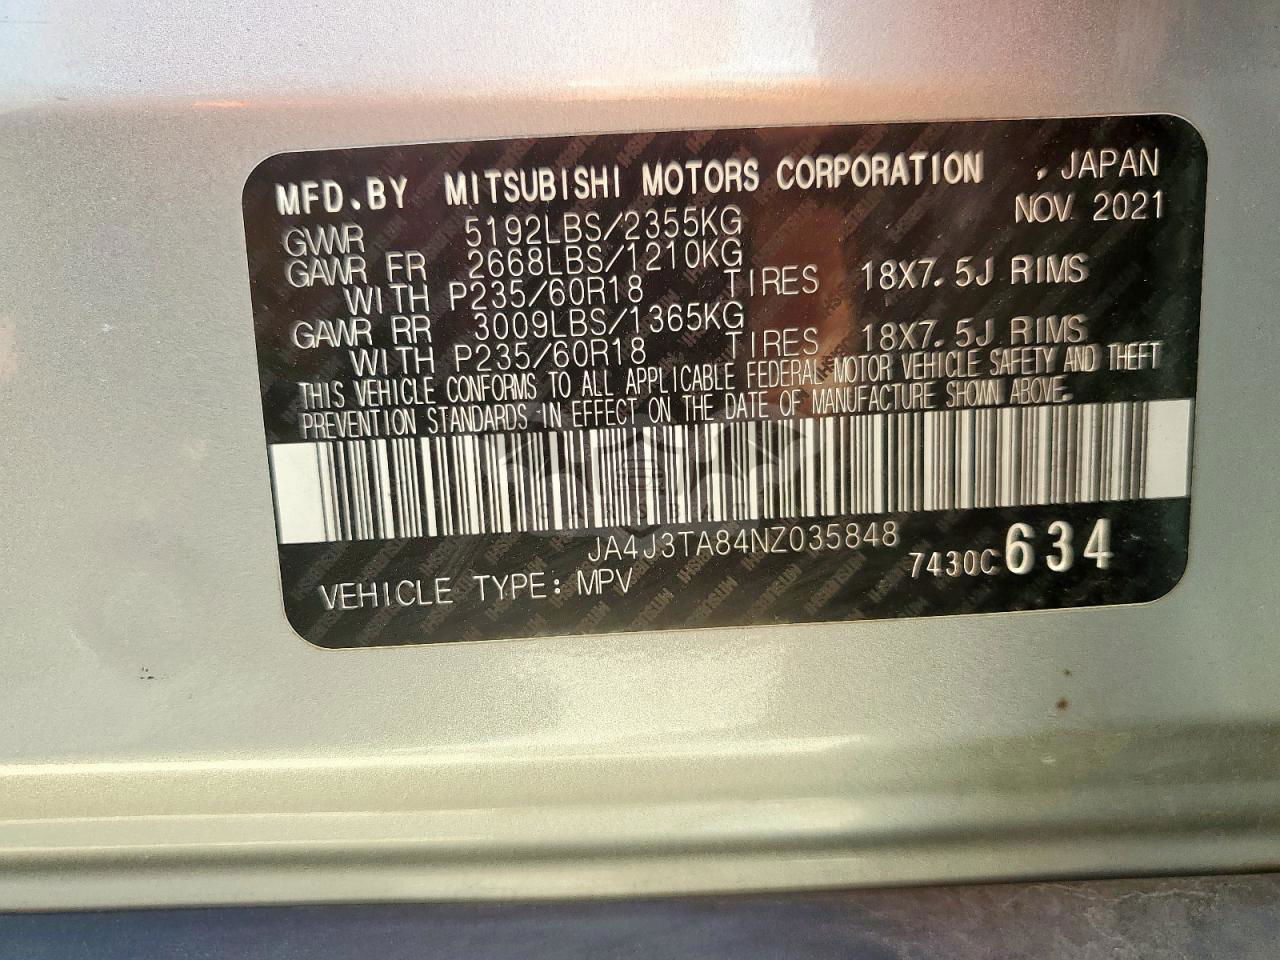 MFD.BY MITSUBISHI MOTORS CORPORATION , JAPAN
GVWR 5192LBS/2355KG NOV 2021
GAWR FR 2668LBS/1210KG
WITH P235/60R18 TIRES 18X7.5J RIMS
GAWR RR 3009LBS/1365KG
WITH P235/60R18 TIRES 18X7.5J RIMS
THIS VEHICLE CONFORMS TO ALL APPLICABLE FEDERAL MOTOR VEHICLE SAFETY AND THEFT
PREVENTION STANDARDS IN EFFECT ON THE DATE OF MANUFACTURE SHOWN ABOVE.
JA4J3TA84NZ035848
7430C634
VEHICLE TYPE: MPV